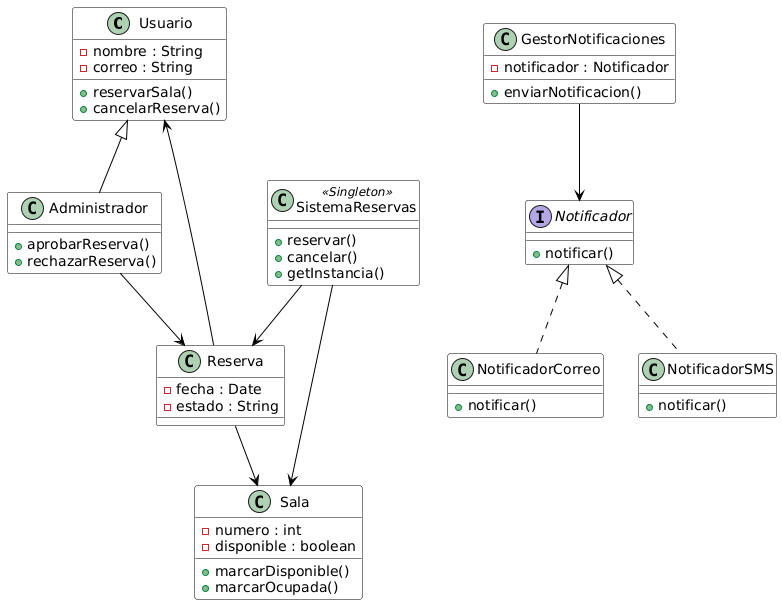 C Usuario
nombre : String
correo : String
reservarSala()
cancelarReserva()
C GestorNotificaciones
notificador : Notificador
enviarNotificacion()
C Administrador
aprobarReserva()
rechazarReserva()
C «Singleton»
SistemaReservas
reservar()
cancelar()
getInstancia()
I Notificador
notificar()
C Reserva
fecha : Date
estado : String
C NotificadorCorreo
notificar()
C NotificadorSMS
notificar()
C Sala
numero : int
disponible : boolean
marcarDisponible()
marcarOcupada()